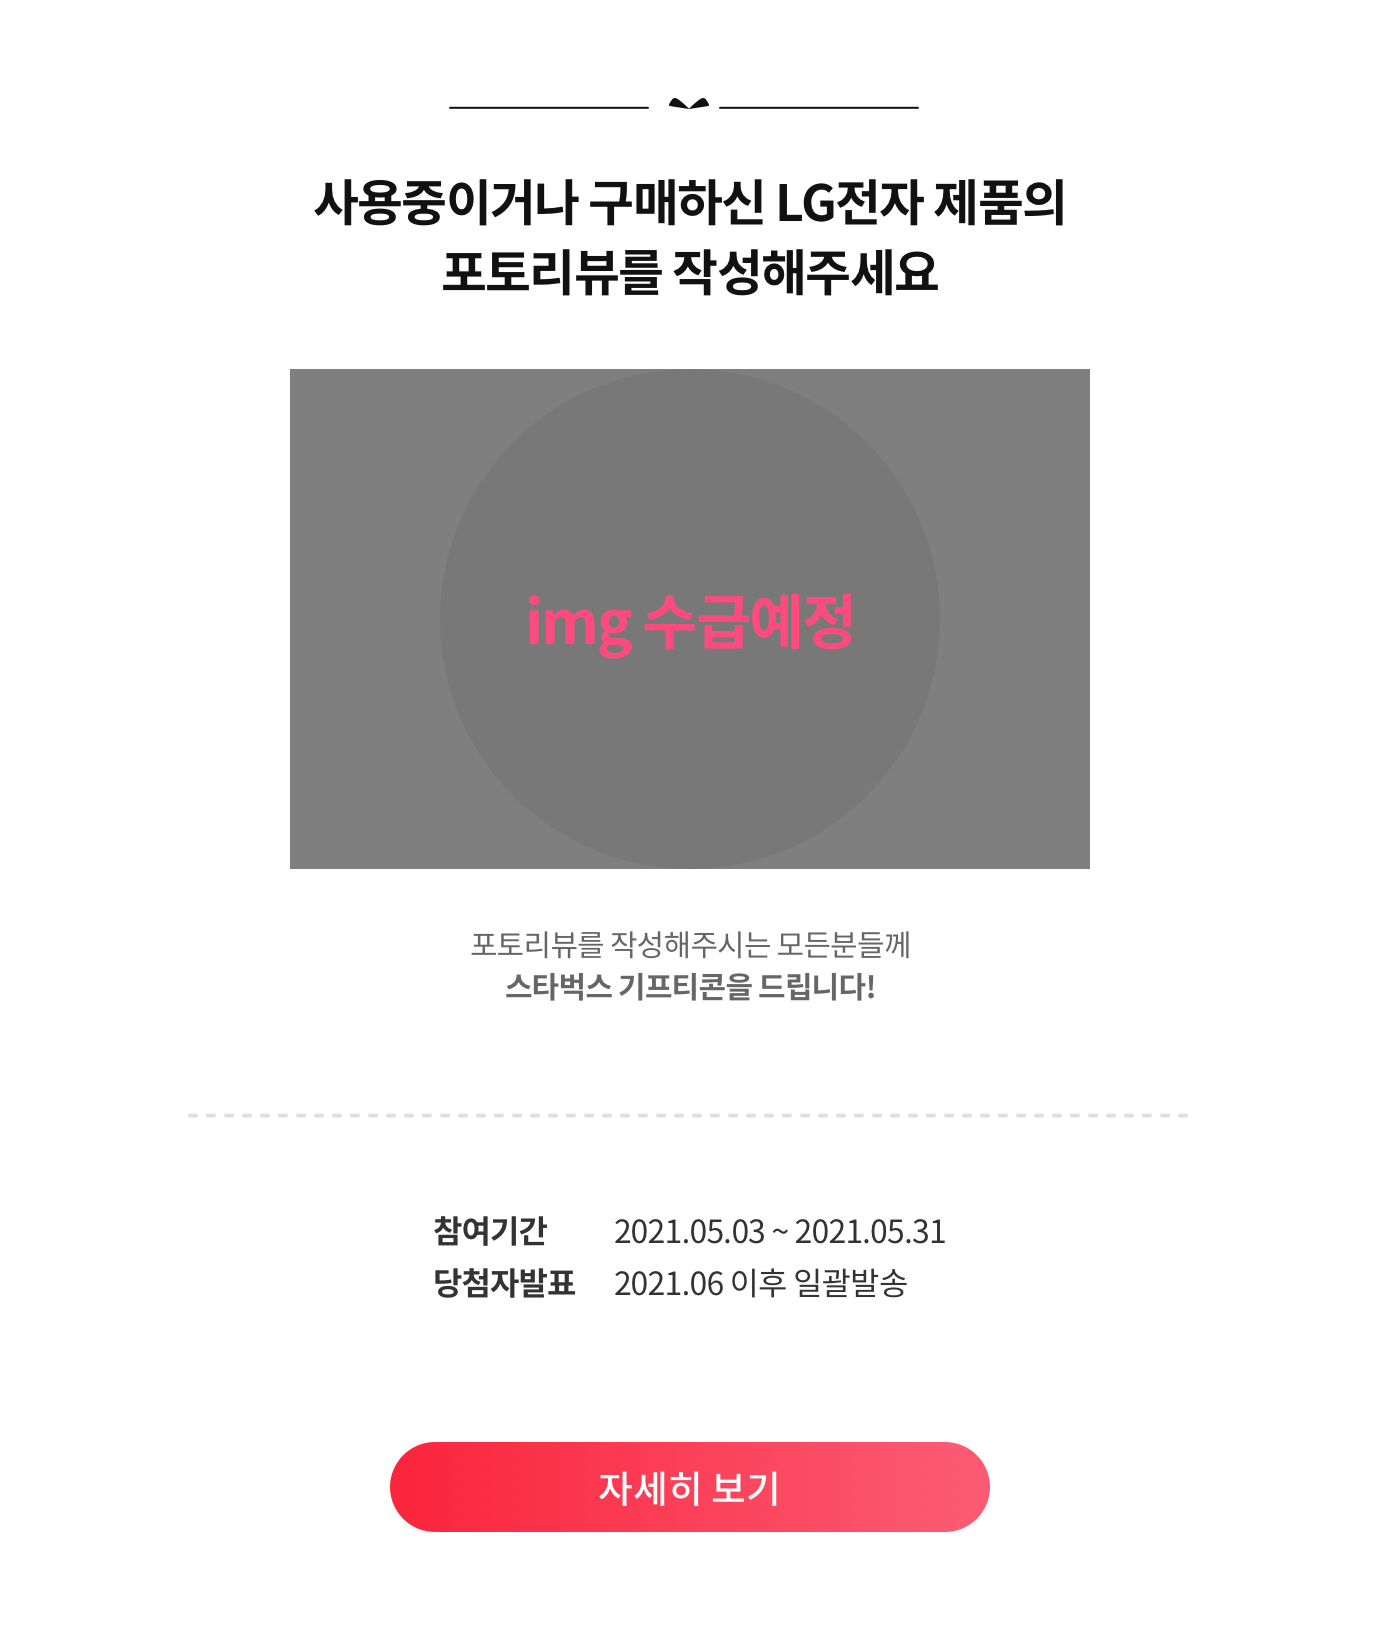 사용중이거나 구매하신 LG전자 제품의
포토리뷰를 작성해주세요
img 수급예정
포토리뷰를 작성해주시는 모든분들께
스타벅스 기프티콘을 드립니다!
참여기간 2021.05.03 ~ 2021.05.31
당첨자발표 2021.06 이후 일괄발송
자세히 보기